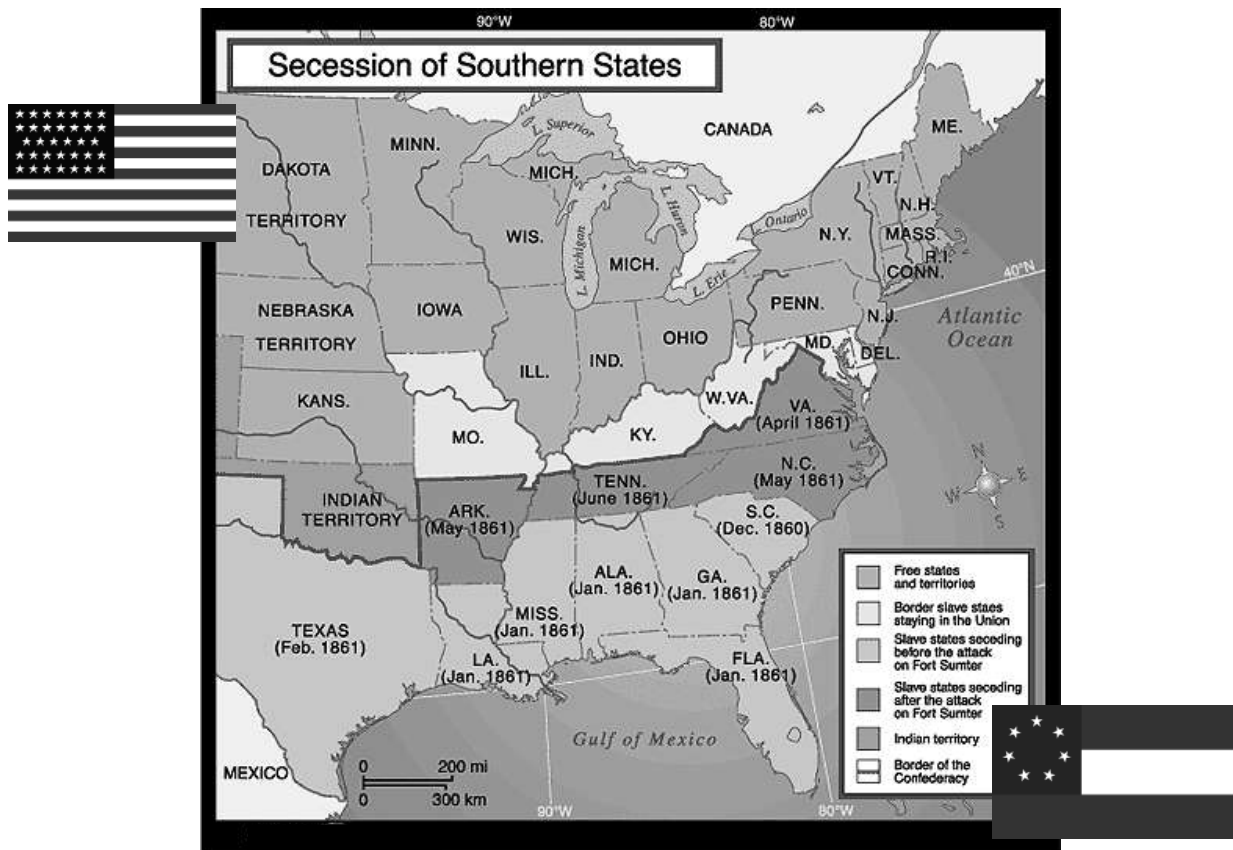 90°W
80°W
Secession of Southern States
CANADA
L. Superior
ME.
MINN.
MICH.
VT.
DAKOTA
N.H.
L. Huron
L. Ontario
TERRITORY
MASS.
N.Y.
WIS.
L. Michigan
R.I.
MICH.
CONN.
40°N
L. Erie
PENN.
IOWA
NEBRASKA
N.J.
Atlantic
Ocean
OHIO
TERRITORY
MD.
DEL.
IND.
ILL.
KANS.
W.VA.
VA.
(April 1861)
MO.
KY.
N
N.C.
(May 1861)
TENN.
(June 1861)
W
E
S
INDIAN
TERRITORY
ARK.
(May 1861)
S.C.
(Dec. 1860)
ALA.
(Jan. 1861)
GA.
(Jan. 1861)
MISS.
(Jan. 1861)
TEXAS
(Feb. 1861)
LA.
(Jan. 1861)
FLA.
(Jan. 1861)
Gulf of Mexico
MEXICO
0 200 mi
0 300 km
90°W
80°W
Free states
and territories
Border slave staes
staying in the Union
Slave states seceding
before the attack
on Fort Sumter
Slave states seceding
after the attack
on Fort Sumter
Indian territory
Border of the
Confederacy